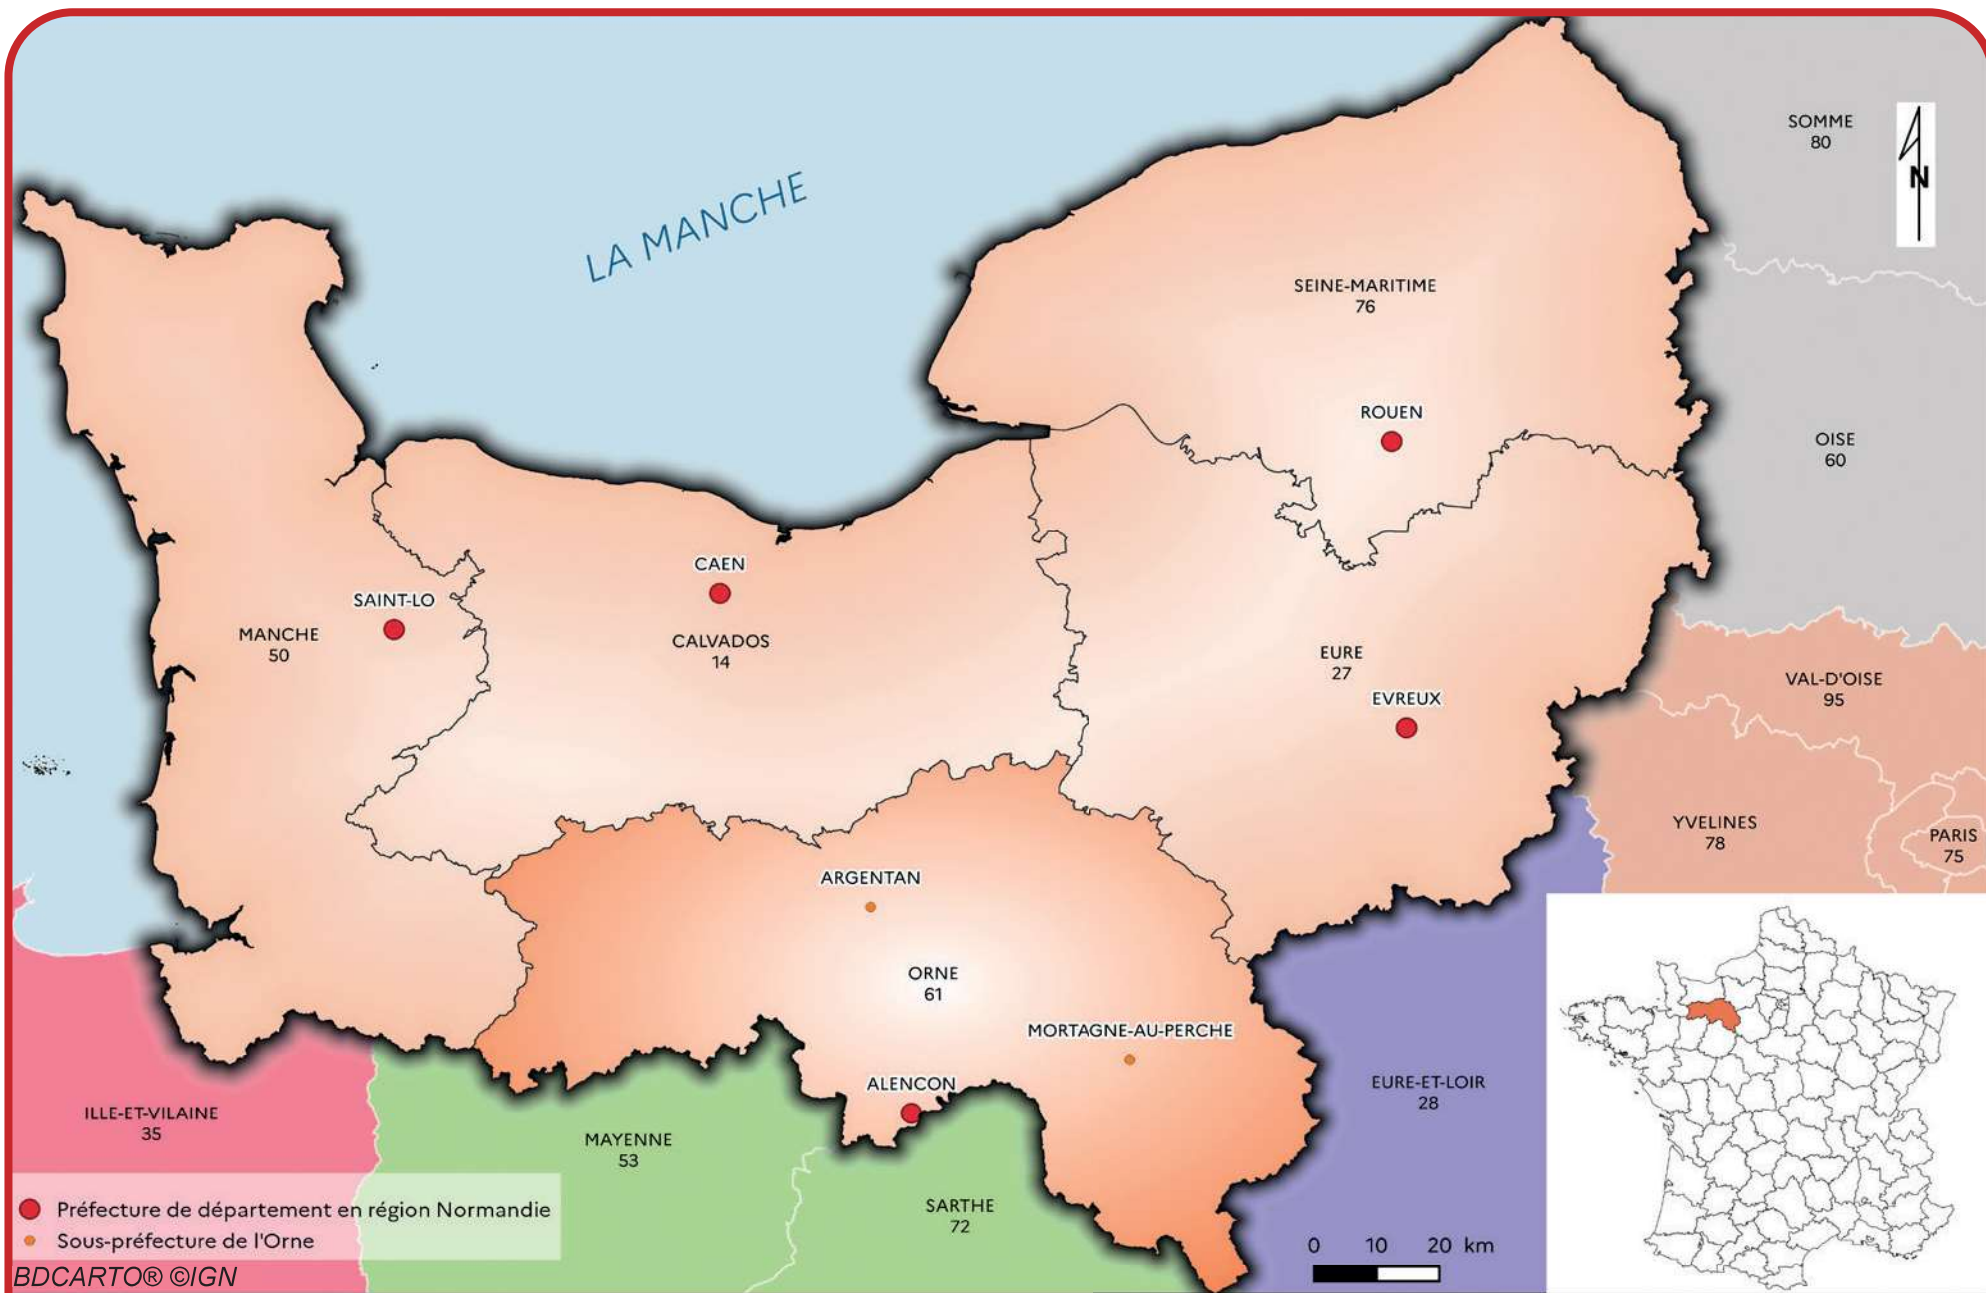 SOMME
80
N
LA MANCHE
SEINE-MARITIME
76
ROUEN
OISE
60
CAEN
SAINT-LO
MANCHE
50
CALVADOS
14
EURE
27
EVREUX
VAL-D'OISE
95
YVELINES
78
PARIS
75
ARGENTAN
ORNE
61
MORTAGNE-AU-PERCHE
ALENCON
EURE-ET-LOIR
28
ILLE-ET-VILAINE
35
MAYENNE
53
SARTHE
72
Préfecture de département en région Normandie
Sous-préfecture de l'Orne
0 10 20 km
BDCARTO® ©IGN